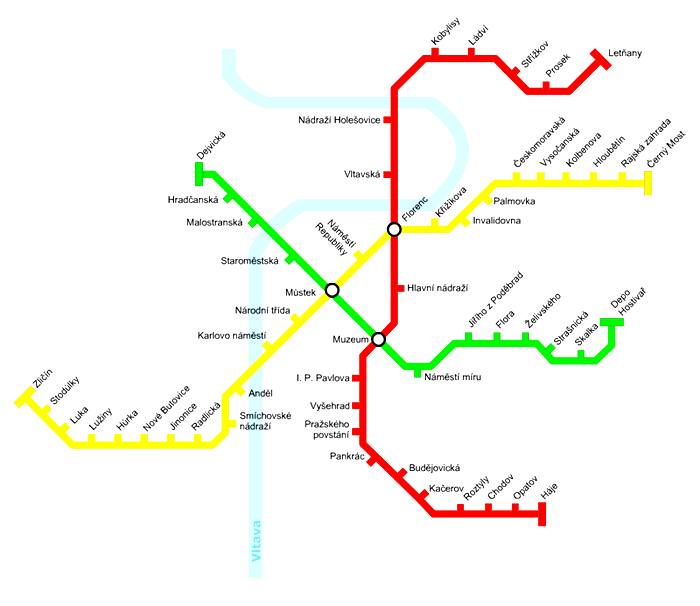 Kobylisy
Ládví
Střížkov
Prosek
Letňany
Nádraží Holešovice
Vltavská
Dejvická
Hradčanská
Malostranská
Staroměstská
Můstek
Muzeum
Náměstí
Republiky
Florenc
Křižíkova
Invalidovna
Palmovka
Českomoravská
Vysočanská
Kolbenova
Hloubětín
Rajská zahrada
Černý Most
Hlavní nádraží
Národní třída
Karlovo náměstí
Anděl
Smíchovské
nádraží
Radlická
Jinonice
Nové Butovice
Hůrka
Lužiny
Luka
Stodůlky
Zličín
Náměstí míru
Jiřího z Poděbrad
Flora
Želivského
Strašnická
Skalka
Depo
Hostivař
I. P. Pavlova
Vyšehrad
Pražského
povstání
Pankrác
Budějovická
Kačerov
Roztyly
Chodov
Opatov
Háje
Vltava